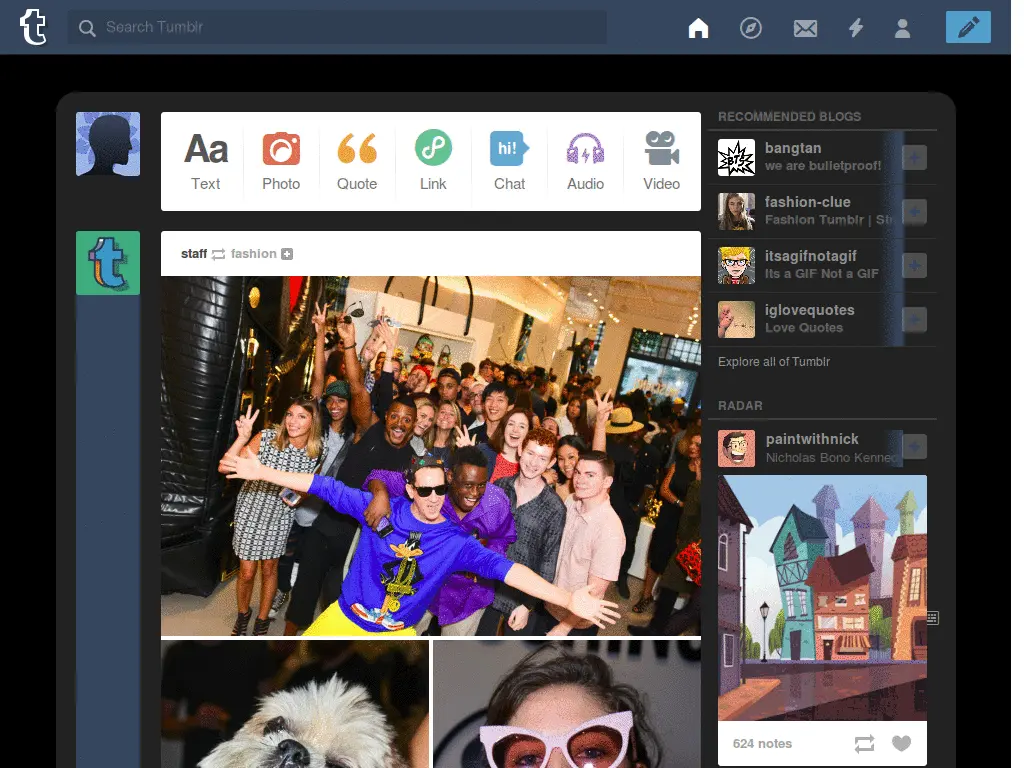 Search Tumblr
Aa
Text
Photo
Quote
Link
hi!
Chat
Audio
Video
staff fashion
RECOMMENDED BLOGS
BTS
bangtan
we are bulletproof!
fashion-clue
Fashion Tumblr |
itsagifnotagif
Its a GIF Not a GIF
iglovequotes
Love Quotes
Explore all of Tumblr
RADAR
paintwithnick
Nicholas Bono Kenned
624 notes